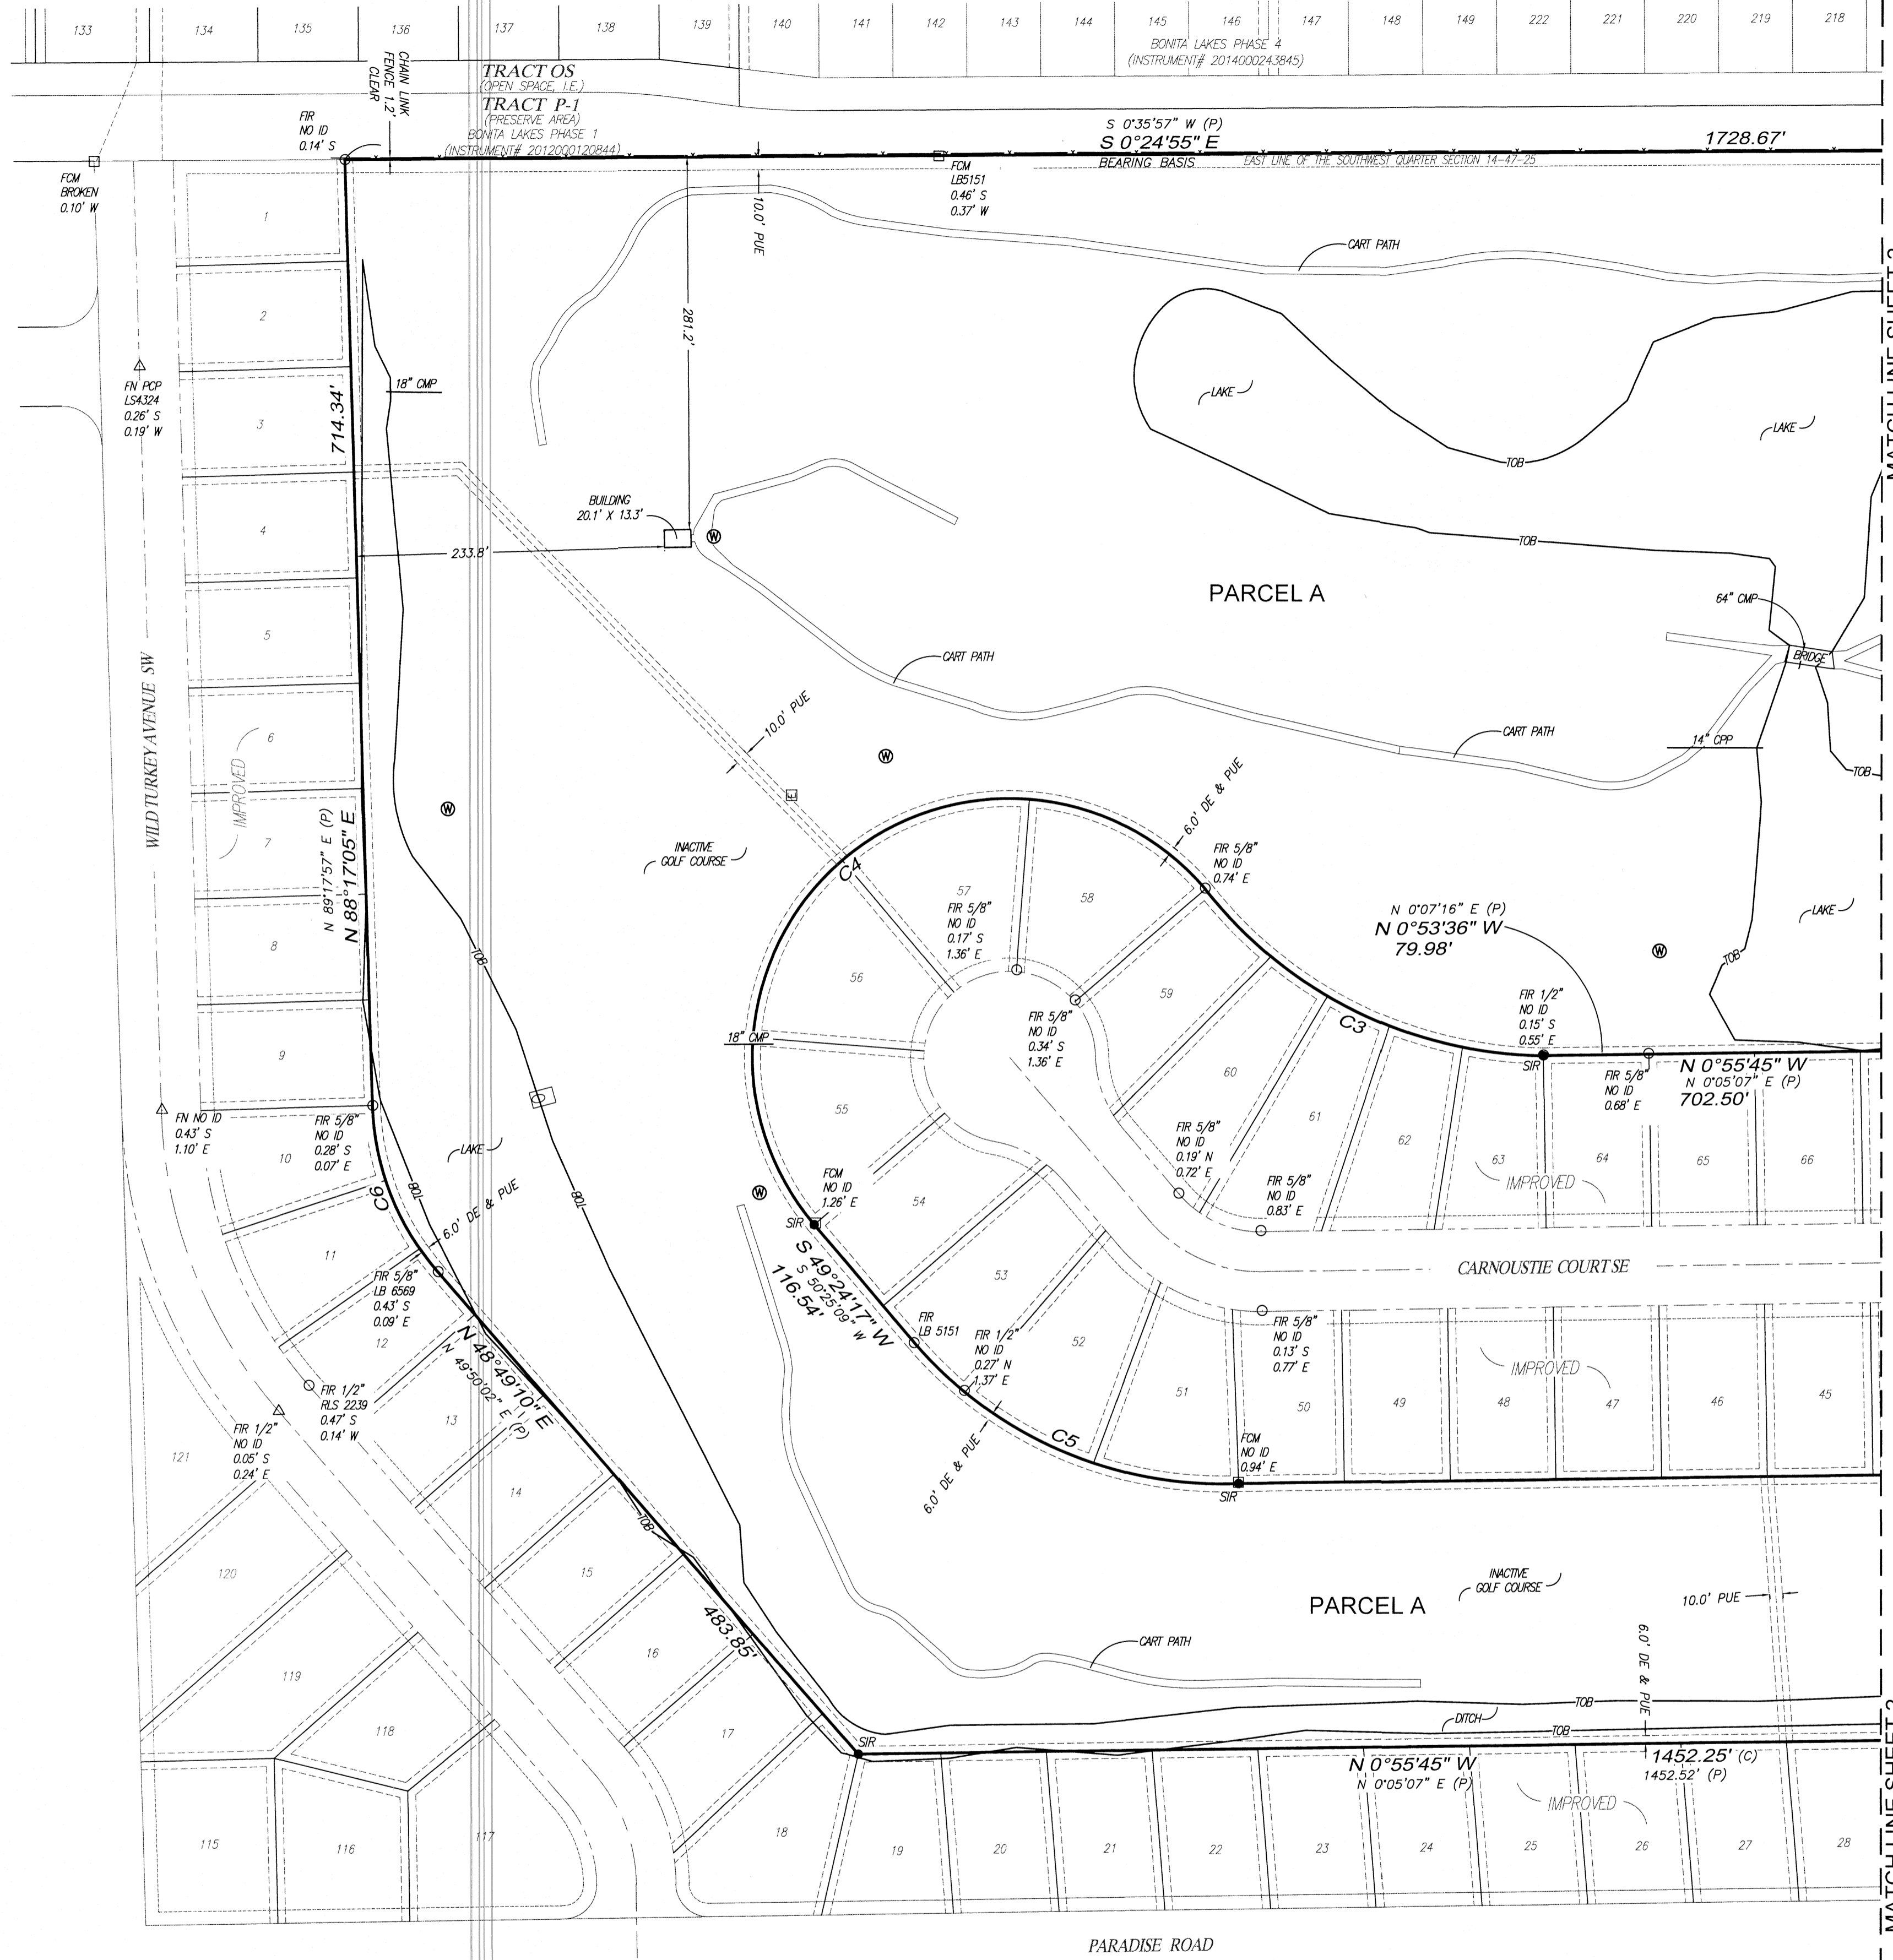 133
134
135
136
137
138
139
140
141
142
143
144
145
146
147
148
149
222
221
220
219
218
BONITA LAKES PHASE 4
(INSTRUMENT# 2014000243845)
CHAIN LINK
FENCE 1.2'
CLEAR
TRACT OS
(OPEN SPACE, I.E.)
TRACT P-1
(PRESERVE AREA)
BONITA LAKES PHASE 1
(INSTRUMENT# 2012000120844)
FIR
NO ID
0.14' S
S 0°35'57" W (P)
S 0°24'55" E
BEARING BASIS
EAST LINE OF THE SOUTHWEST QUARTER SECTION 14-47-25
1728.67'
FCM
BROKEN
0.10' W
FCM
LB5151
0.46' S
0.37' W
10.0' PUE
1
2
3
4
5
6
7
8
9
10
11
12
13
14
15
16
17
18
CART PATH
281.2'
LAKE
LAKE
TOB
TOB
FN PCP
LS4324
0.26' S
0.19' W
18" CMP
714.34'
BUILDING
20.1' X 13.3'
233.8'
PARCEL A
64" CMP
BRIDGE
CART PATH
CART PATH
14" CPP
TOB
WILD TURKEY AVENUE SW
IMPROVED
N 89°17'57" E (P)
N 88°17'05" E
10.0' PUE
E
W
W
W
W
W
INACTIVE
GOLF COURSE
6.0' DE & PUE
FIR 5/8"
NO ID
0.74' E
C4
57
FIR 5/8"
NO ID
0.17' S
1.36' E
58
N 0°07'16" E (P)
N 0°53'36" W
79.98'
LAKE
TOB
TOB
56
59
FIR 5/8"
NO ID
0.34' S
1.36' E
C3
FIR 1/2"
NO ID
0.15' S
0.55' E
SIR
18" CMP
60
FIR 5/8"
NO ID
0.68' E
N 0°55'45" W
N 0°05'07" E (P)
702.50'
FN NO ID
0.43' S
1.10' E
FIR 5/8"
NO ID
0.28' S
0.07' E
55
61
62
63
64
65
66
IMPROVED
LAKE
TOB
TOB
C6
6.0' DE & PUE
FIR 5/8"
NO ID
0.19' N
0.72' E
FIR 5/8"
NO ID
0.83' E
FCM
NO ID
1.26' E
SIR
54
53
CARNOUSTIE COURT SE
S 49°24'17" W
S 50°25'09" W
116.54'
FIR 5/8"
LB 6569
0.43' S
0.09' E
FIR
LB 5151
FIR 1/2"
NO ID
0.27' N
1.37' E
52
51
FIR 5/8"
NO ID
0.13' S
0.77' E
IMPROVED
50
49
48
47
46
45
N 48°49'10" E
N 49°50'02" E (P)
FIR 1/2"
RLS 2239
0.47' S
0.14' W
FIR 1/2"
NO ID
0.05' S
0.24' E
C5
6.0' DE & PUE
FCM
NO ID
0.94' E
SIR
121
120
119
118
117
116
115
TOB
483.85'
PARCEL A
INACTIVE
GOLF COURSE
10.0' PUE
6.0' DE & PUE
CART PATH
TOB
DITCH
TOB
SIR
N 0°55'45" W
N 0°05'07" E (P)
1452.25' (C)
1452.52' (P)
IMPROVED
19
20
21
22
23
24
25
26
27
28
PARADISE ROAD
MATCH LINE SHEET 2